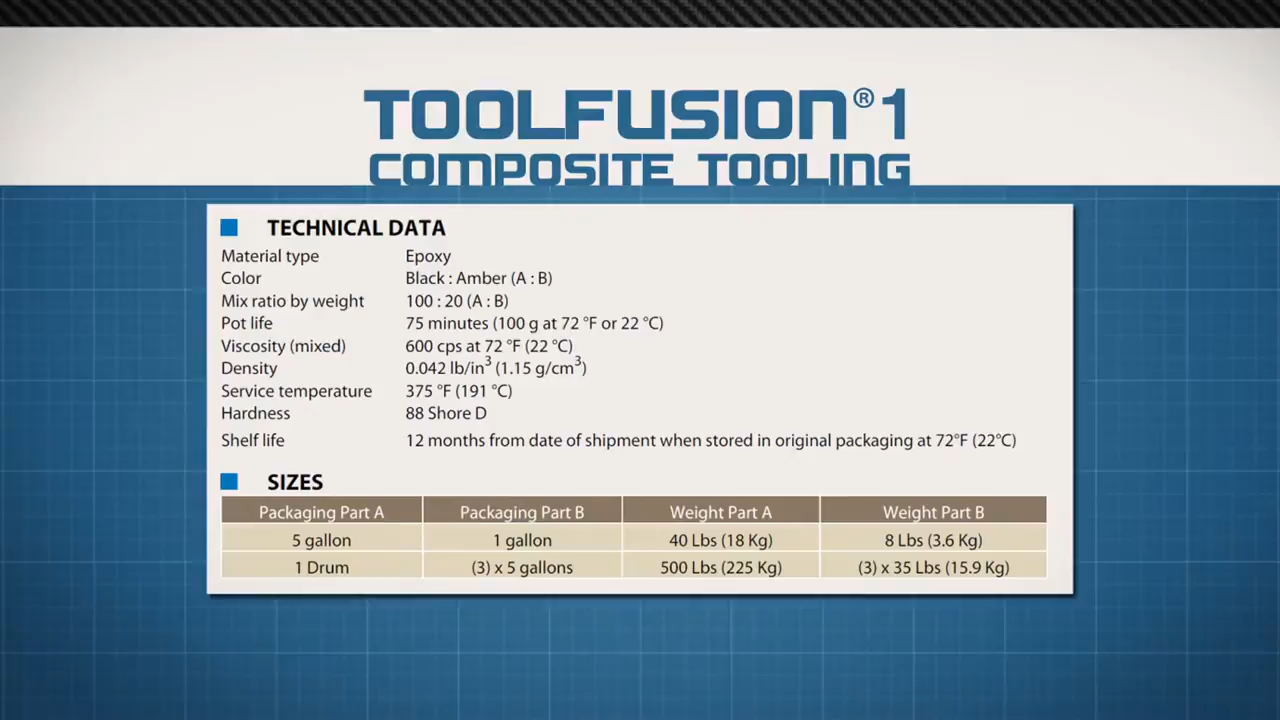 TOOLFUSION® 1
COMPOSITE TOOLING
TECHNICAL DATA
Material type Epoxy
Color Black : Amber (A : B)
Mix ratio by weight 100 : 20 (A : B)
Pot life 75 minutes (100 g at 72 °F or 22 °C)
Viscosity (mixed) 600 cps at 72 °F (22 °C)
Density 0.042 lb/in³ (1.15 g/cm³)
Service temperature 375 °F (191 °C)
Hardness 88 Shore D
Shelf life 12 months from date of shipment when stored in original packaging at 72°F (22°C)
SIZES
Packaging Part A Packaging Part B Weight Part A Weight Part B
5 gallon 1 gallon 40 Lbs (18 Kg) 8 Lbs (3.6 Kg)
1 Drum (3) x 5 gallons 500 Lbs (225 Kg) (3) x 35 Lbs (15.9 Kg)